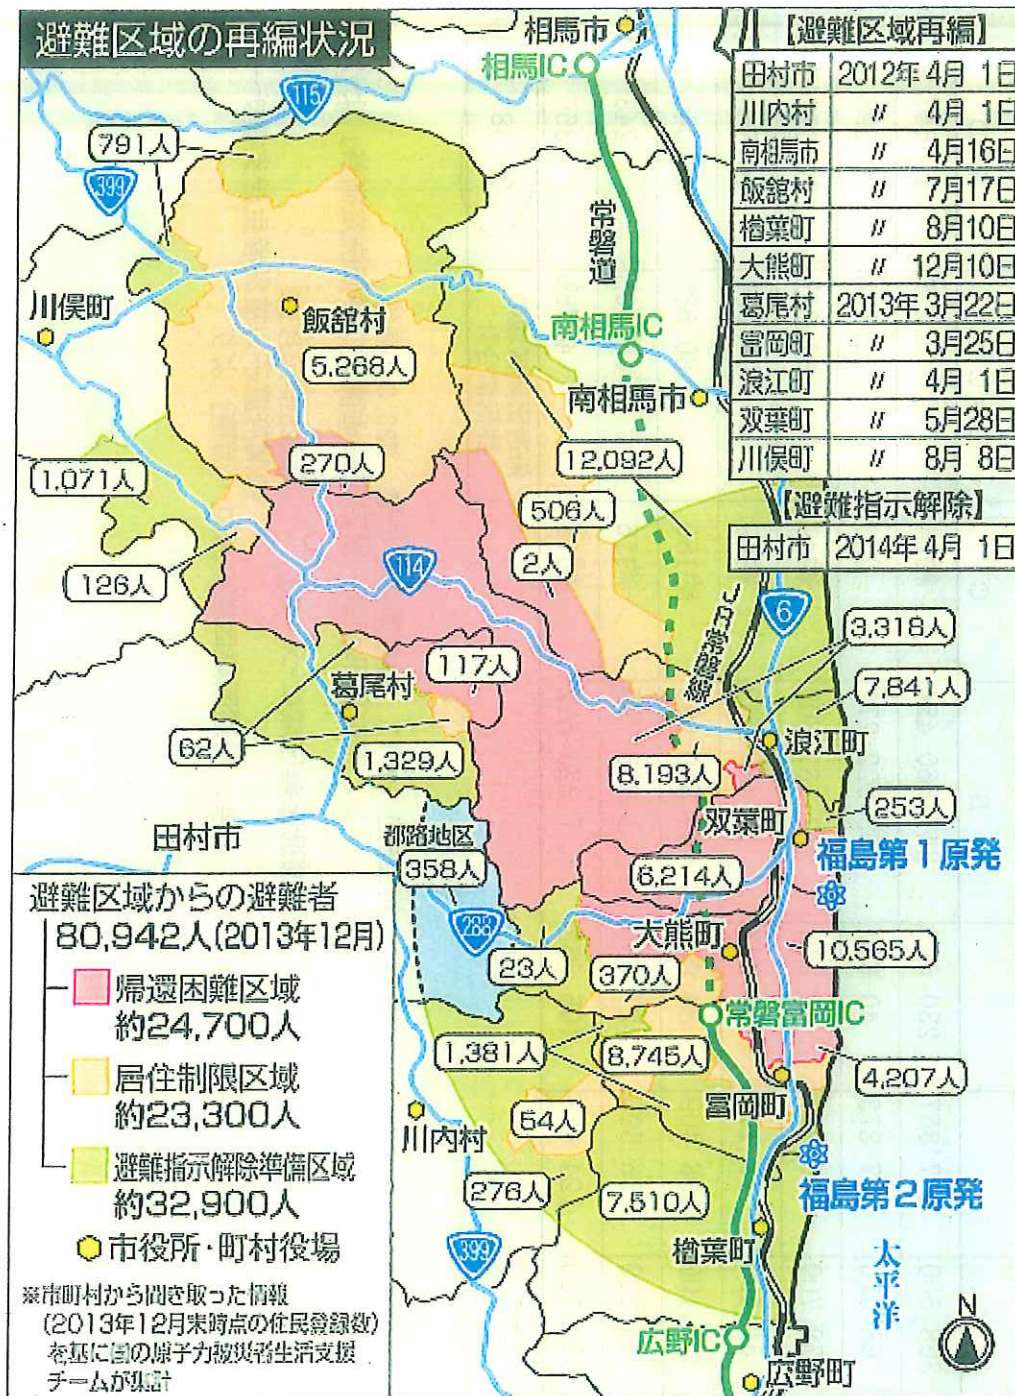 避難区域の再編状況
相馬市
相馬IC
【避難区域再編】
田村市 2012年 4月 1日
川内村 〃 4月 1日
南相馬市 〃 4月16日
飯舘村 〃 7月17日
楢葉町 〃 8月10日
大熊町 〃 12月10日
葛尾村 2013年 3月22日
富岡町 〃 3月25日
浪江町 〃 4月 1日
双葉町 〃 5月28日
川俣町 〃 8月 8日
【避難指示解除】
田村市 2014年 4月 1日
115
791人
399
常磐道
川俣町
飯舘村
5,268人
南相馬IC
南相馬市
270人
12,092人
1,071人
506人
2人
126人
114
JR常磐線
6
3,318人
117人
葛尾村
7,841人
62人
1,329人
浪江町
8,193人
253人
田村市
都路地区
358人
双葉町
福島第1原発
6,214人
288
大熊町
23人
370人
10,565人
常磐富岡IC
1,381人
8,745人
4,207人
富岡町
54人
川内村
276人
7,510人
福島第2原発
楢葉町
399
太平洋
N
広野IC
広野町
避難区域からの避難者
80,942人(2013年12月)
帰還困難区域
約24,700人
居住制限区域
約23,300人
避難指示解除準備区域
約32,900人
市役所・町村役場
※市町村から聞き取った情報
(2013年12月末時点の住民登録数)
を基に国の原子力被災者生活支援
チームが集計